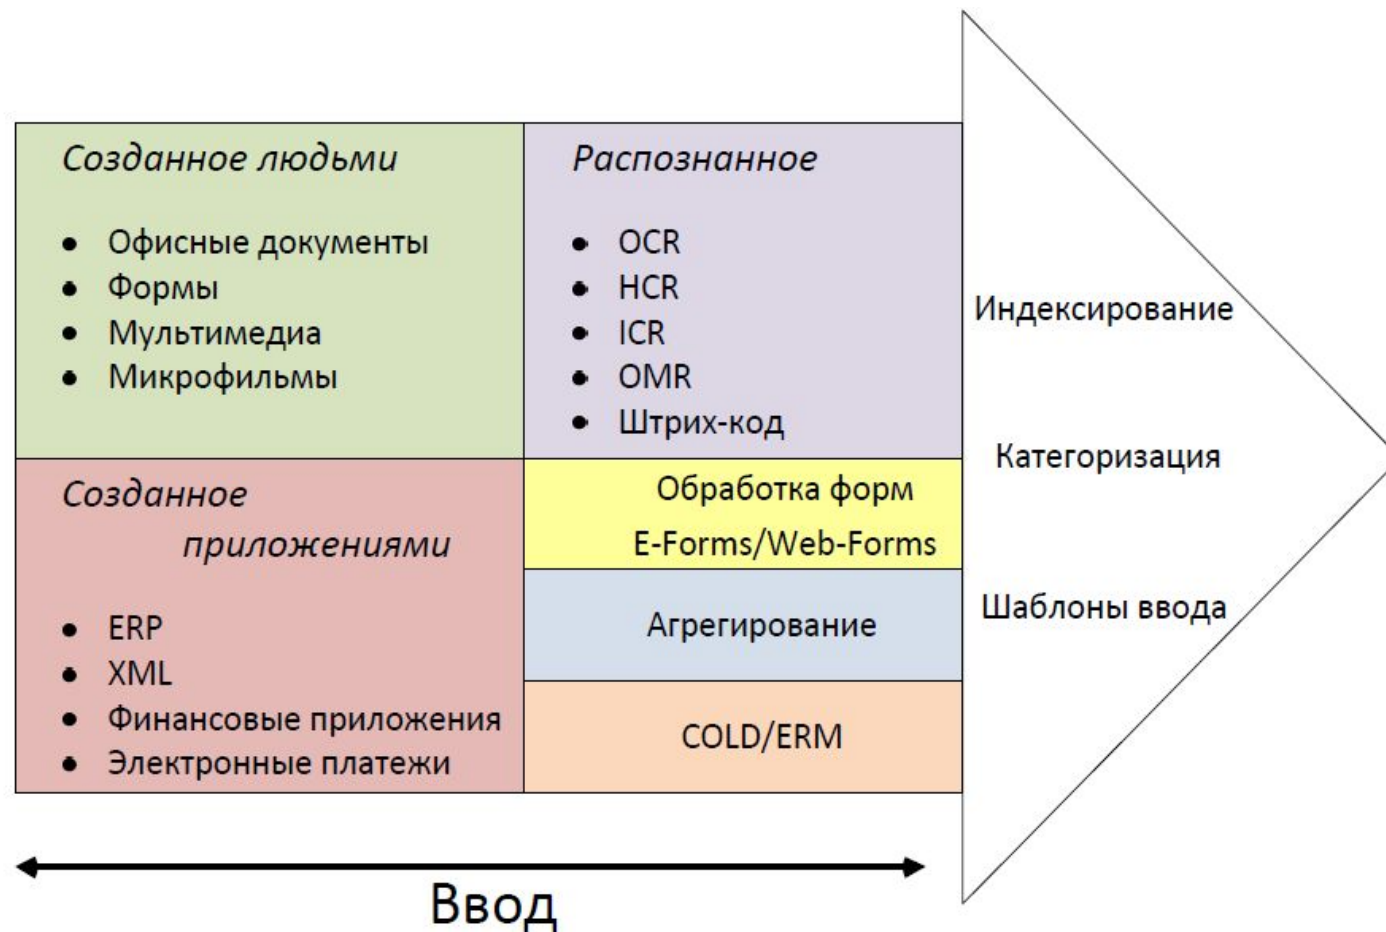 Созданное людьми
• Офисные документы
• Формы
• Мультимедиа
• Микрофильмы
Распознанное
• OCR
• HCR
• ICR
• OMR
• Штрих-код
Созданное
приложениями
• ERP
• XML
• Финансовые приложения
• Электронные платежи
Обработка форм
E-Forms/Web-Forms
Агрегирование
COLD/ERM
Индексирование
Категоризация
Шаблоны ввода
Ввод